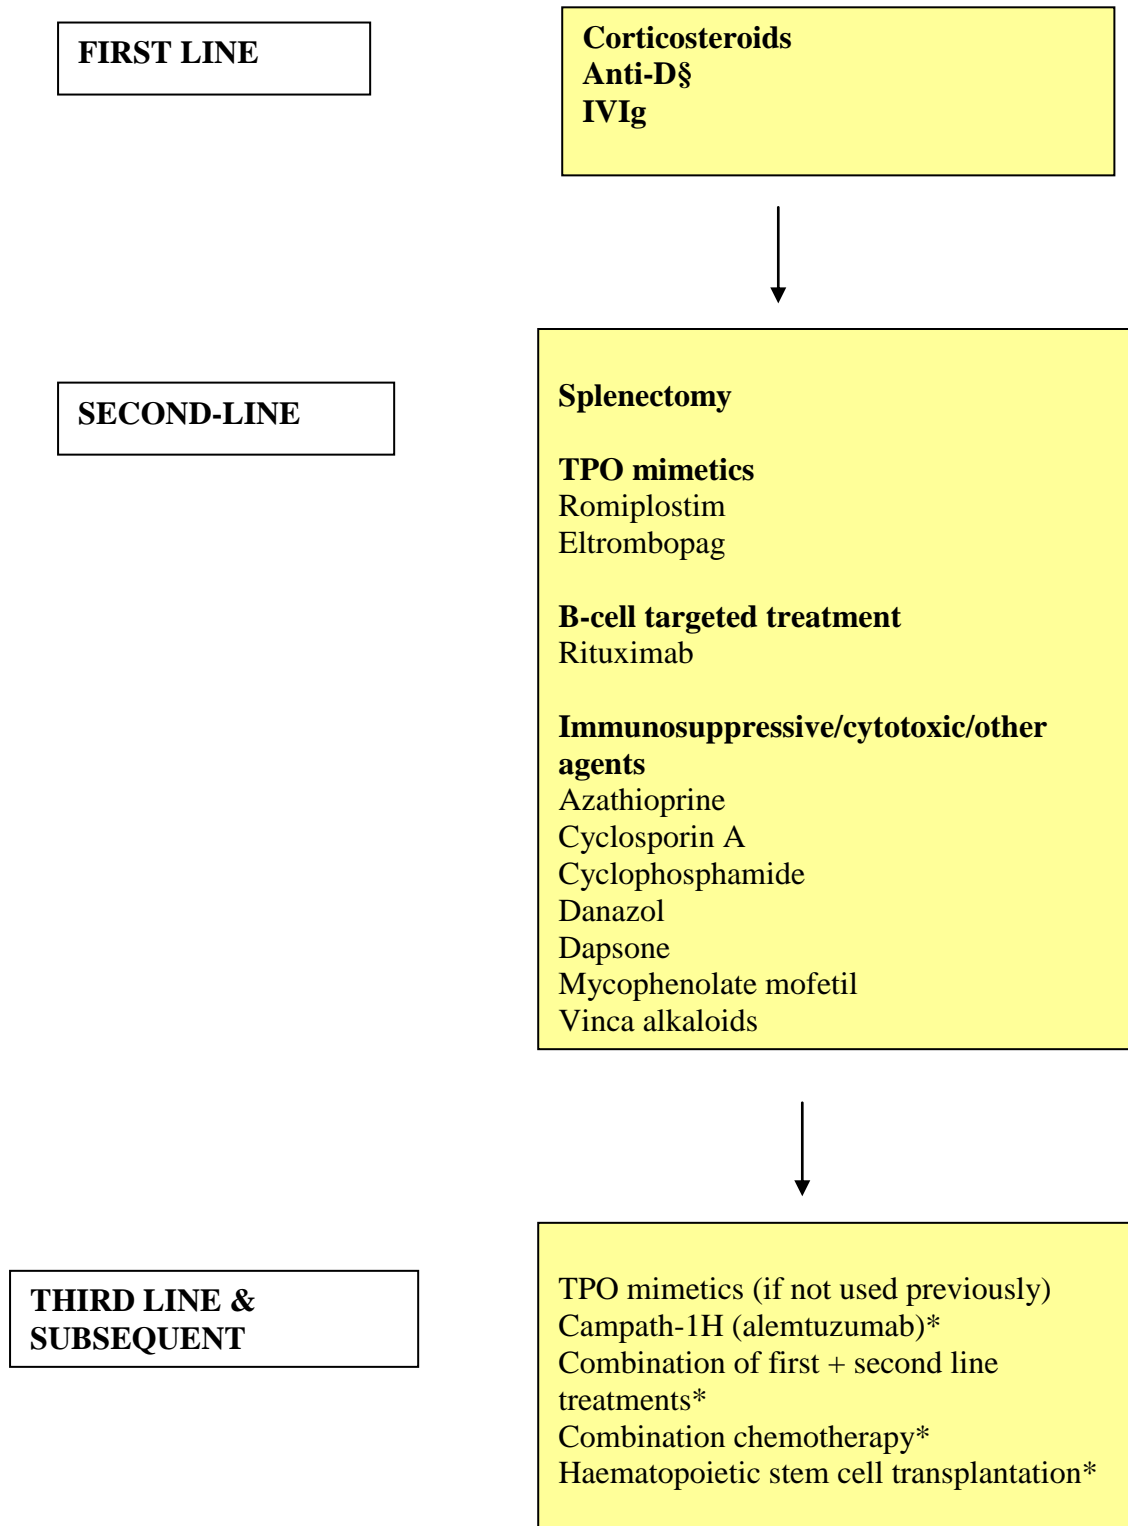 FIRST LINE
Corticosteroids
Anti-D§
IVIg
SECOND-LINE
Splenectomy
TPO mimetics
Romiplostim
Eltrombopag
B-cell targeted treatment
Rituximab
Immunosuppressive/cytotoxic/other
agents
Azathioprine
Cyclosporin A
Cyclophosphamide
Danazol
Dapsone
Mycophenolate mofetil
Vinca alkaloids
THIRD LINE &
SUBSEQUENT
TPO mimetics (if not used previously)
Campath-1H (alemtuzumab)*
Combination of first + second line
treatments*
Combination chemotherapy*
Haematopoietic stem cell transplantation*